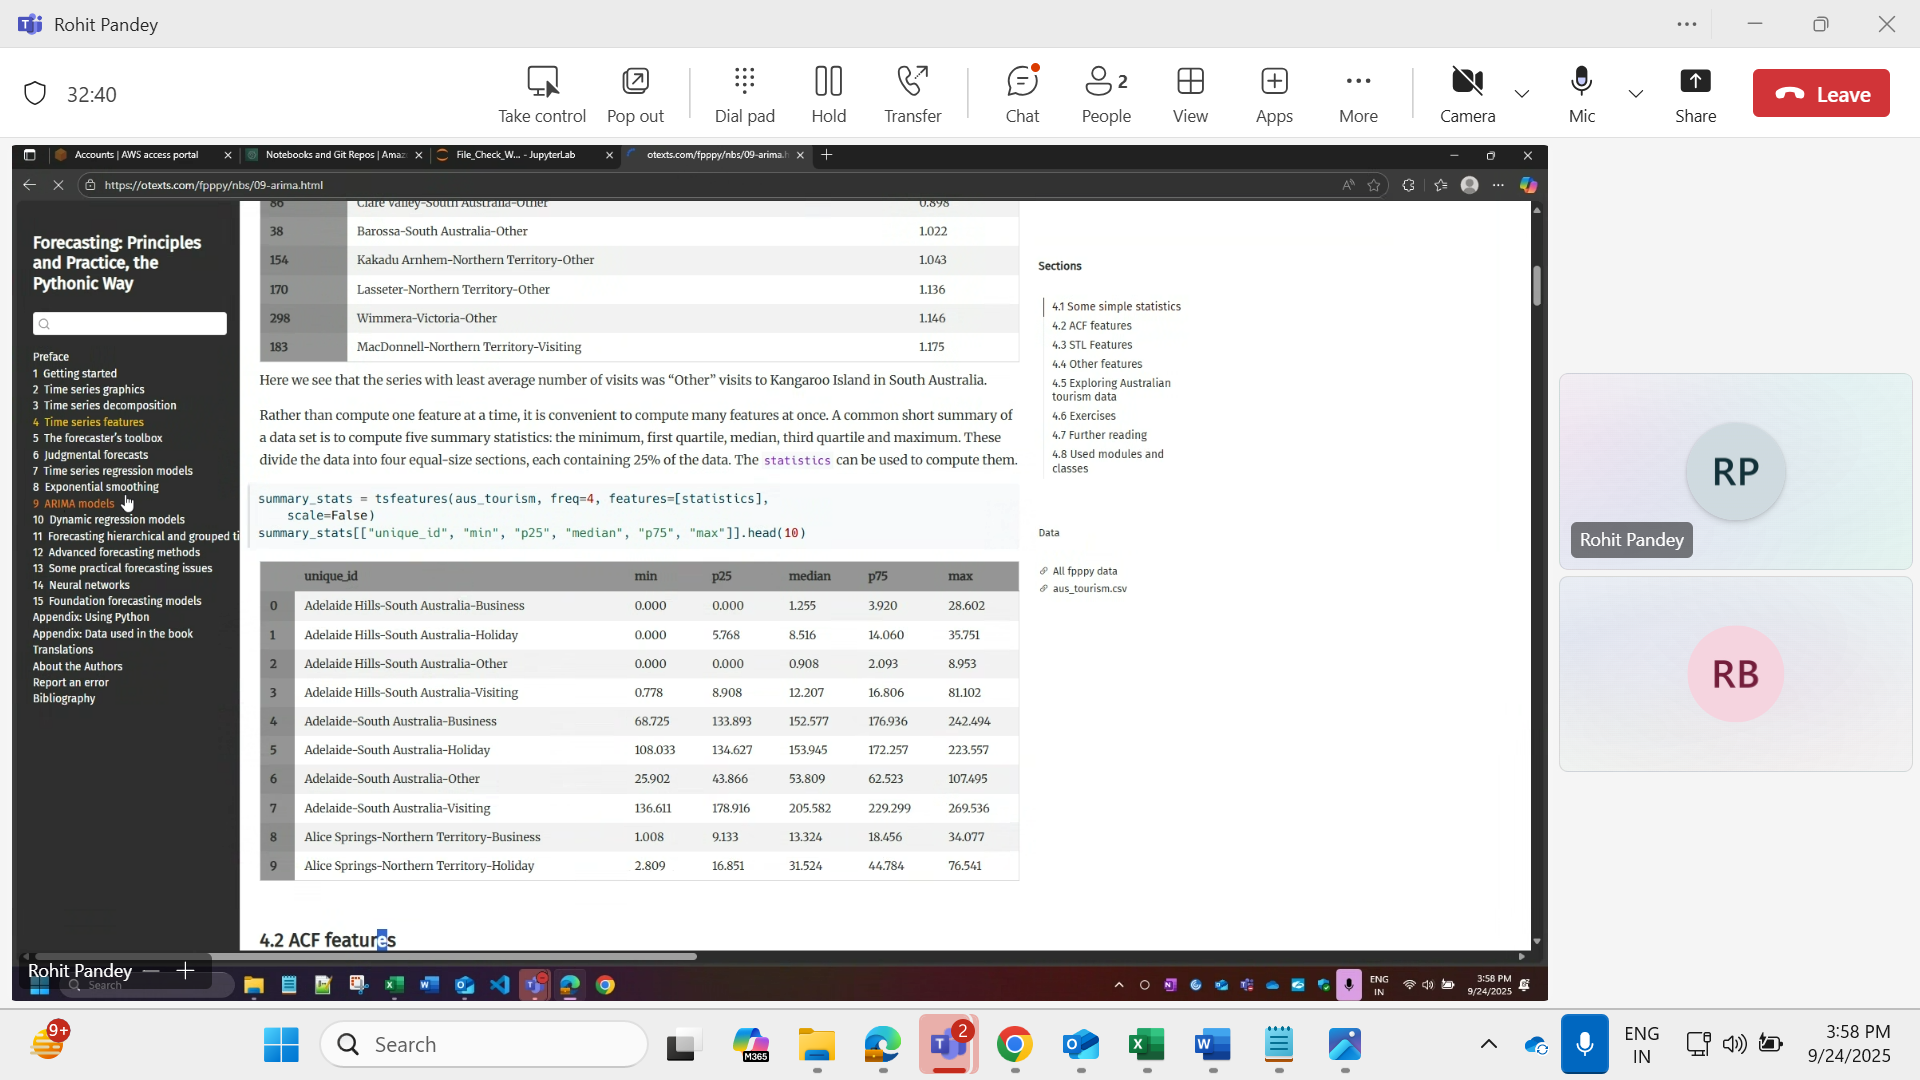 Rohit Pandey
32:40
Take control
Pop out
Dial pad
Hold
Transfer
Chat
2
People
View
Apps
More
Camera
Mic
Share
Leave
Accounts | AWS access portal
Notebooks and Git Repos | Amaz
File_Check_W... - JupyterLab
otexts.com/fpppy/nbs/09-arima.h
https://otexts.com/fpppy/nbs/09-arima.html
Forecasting: Principles
and Practice, the
Pythonic Way
Preface
1 Getting started
2 Time series graphics
3 Time series decomposition
4 Time series features
5 The forecaster's toolbox
6 Judgmental forecasts
7 Time series regression models
8 Exponential smoothing
9 ARIMA models
10 Dynamic regression models
11 Forecasting hierarchical and grouped ti
12 Advanced forecasting methods
13 Some practical forecasting issues
14 Neural networks
15 Foundation forecasting models
Appendix: Using Python
Appendix: Data used in the book
Translations
About the Authors
Report an error
Bibliography
86 Clare Valley-South Australia-Other 0.898
38 Barossa-South Australia-Other 1.022
154 Kakadu Arnhem-Northern Territory-Other 1.043
170 Lasseter-Northern Territory-Other 1.136
298 Wimmera-Victoria-Other 1.146
183 MacDonnell-Northern Territory-Visiting 1.175
Here we see that the series with least average number of visits was “Other” visits to Kangaroo Island in South Australia.
Rather than compute one feature at a time, it is convenient to compute many features at once. A common short summary of
a data set is to compute five summary statistics: the minimum, first quartile, median, third quartile and maximum. These
divide the data into four equal-size sections, each containing 25% of the data. The statistics can be used to compute them.
summary_stats = tsfeatures(aus_tourism, freq=4, features=[statistics],
scale=False)
summary_stats[["unique_id", "min", "p25", "median", "p75", "max"]].head(10)
unique_id min p25 median p75 max
0 Adelaide Hills-South Australia-Business 0.000 0.000 1.255 3.920 28.602
1 Adelaide Hills-South Australia-Holiday 0.000 5.768 8.516 14.060 35.751
2 Adelaide Hills-South Australia-Other 0.000 0.000 0.908 2.093 8.953
3 Adelaide Hills-South Australia-Visiting 0.778 8.908 12.207 16.806 81.102
4 Adelaide-South Australia-Business 68.725 133.893 152.577 176.936 242.494
5 Adelaide-South Australia-Holiday 108.033 134.627 153.945 172.257 223.557
6 Adelaide-South Australia-Other 25.902 43.866 53.809 62.523 107.495
7 Adelaide-South Australia-Visiting 136.611 178.916 205.582 229.299 269.536
8 Alice Springs-Northern Territory-Business 1.008 9.133 13.324 18.456 34.077
9 Alice Springs-Northern Territory-Holiday 2.809 16.851 31.524 44.784 76.541
4.2 ACF features
Sections
4.1 Some simple statistics
4.2 ACF features
4.3 STL Features
4.4 Other features
4.5 Exploring Australian
tourism data
4.6 Exercises
4.7 Further reading
4.8 Used modules and
classes
Data
All fpppy data
aus_tourism.csv
RP
Rohit Pandey
RB
Rohit Pandey
Search
ENG
IN
3:58 PM
9/24/2025
9+
Search
M365
2
ENG
IN
3:58 PM
9/24/2025